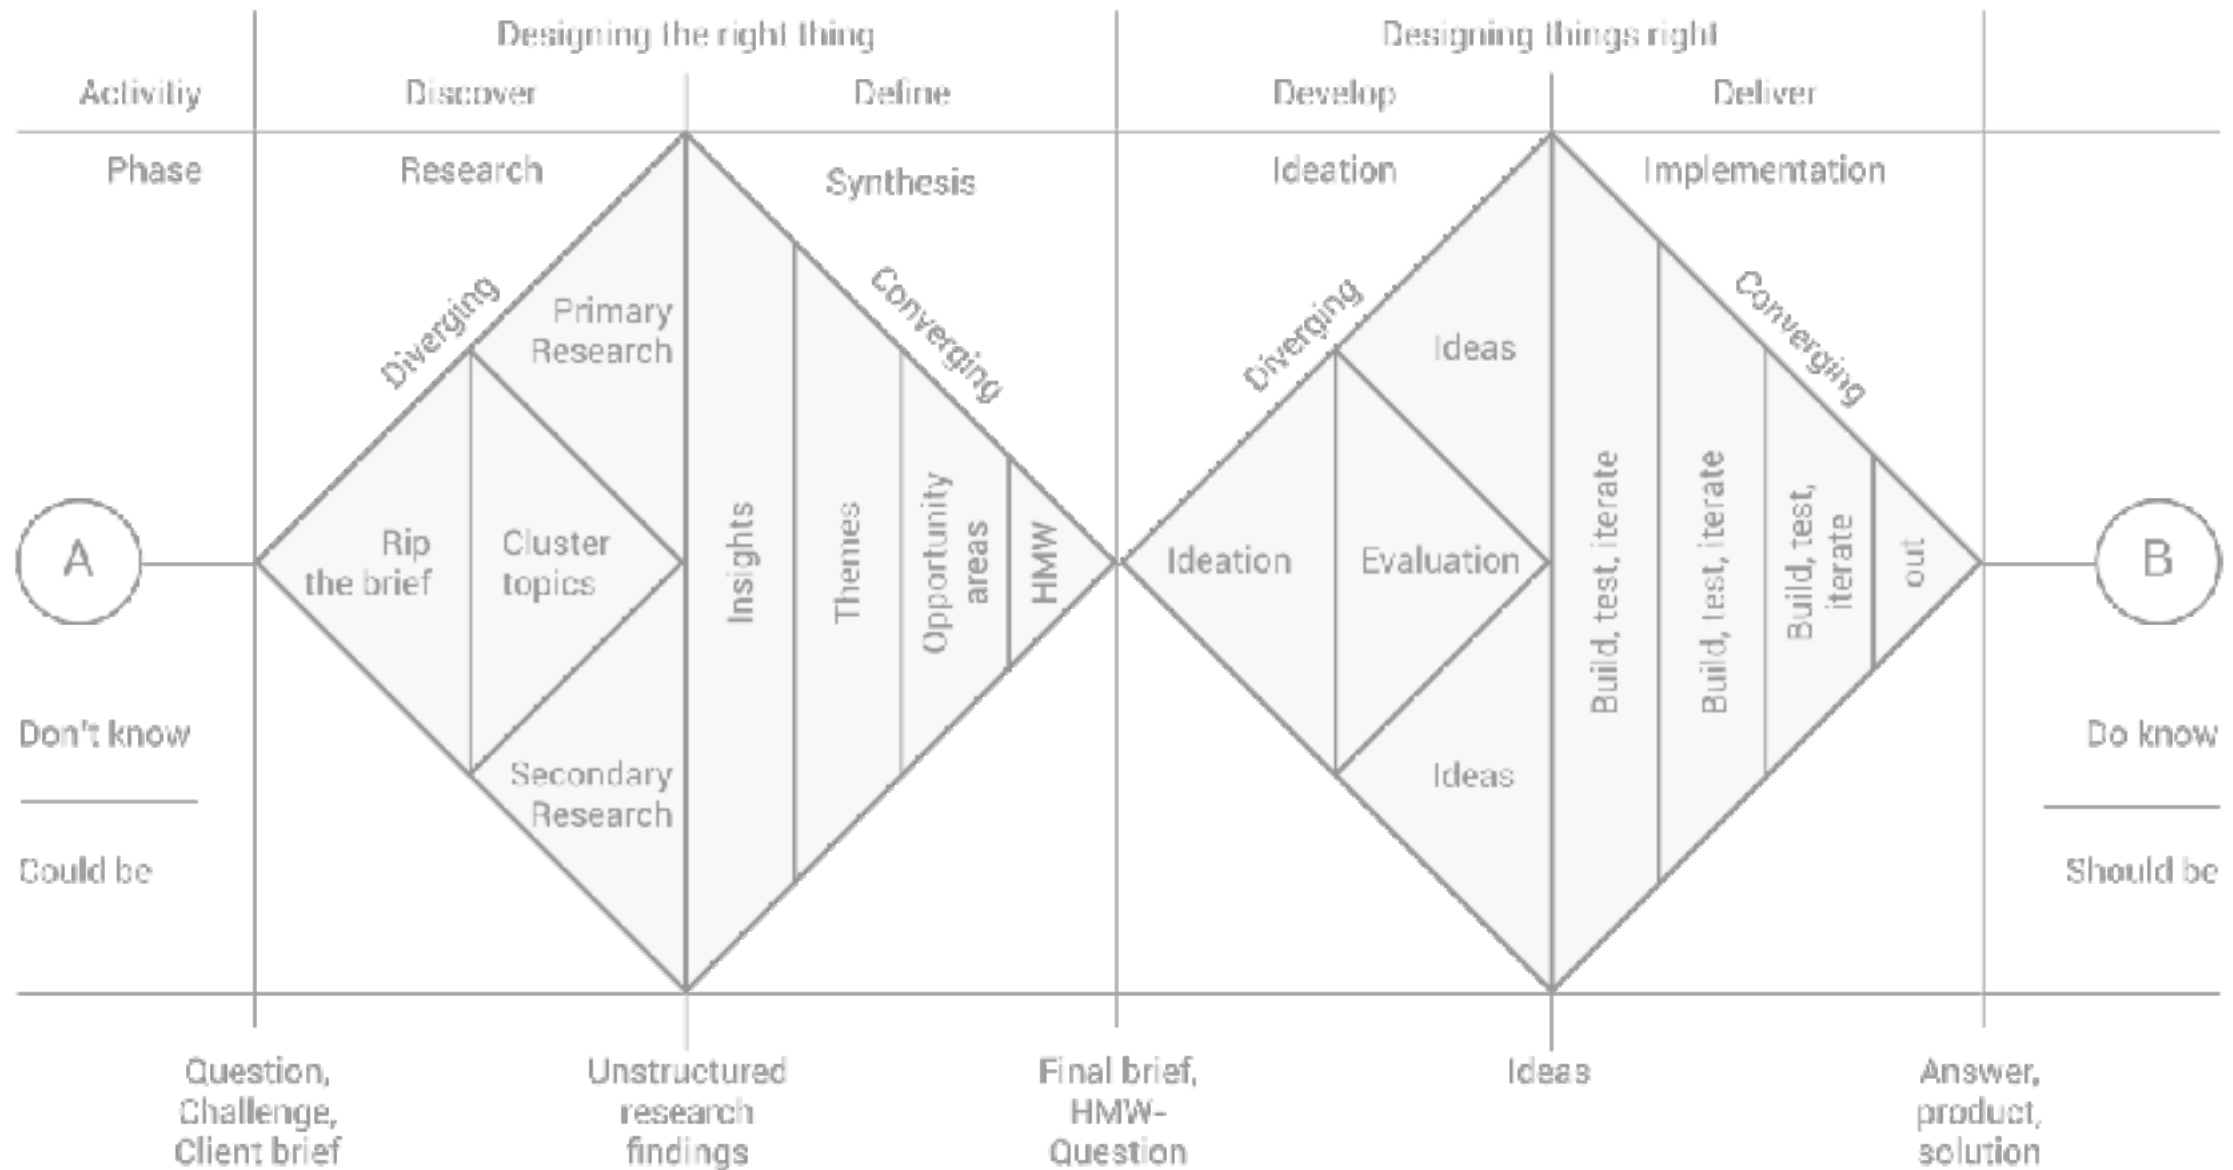 Designing the right thing
Designing things right
Activitiy
Discover
Define
Develop
Deliver
Phase
Research
Synthesis
Ideation
Implementation
Diverging
Converging
Diverging
Converging
Primary
Research
Ideas
A
Rip
the brief
Cluster
topics
Insights
Themes
Opportunity
areas
HMW
Ideation
Evaluation
Build, test, iterate
Build, test, iterate
Build, test,
iterate
out
B
Don't know
Could be
Secondary
Research
Ideas
Do know
Should be
Question,
Challenge,
Client brief
Unstructured
research
findings
Final brief,
HMW-
Question
Ideas
Answer,
product,
solution